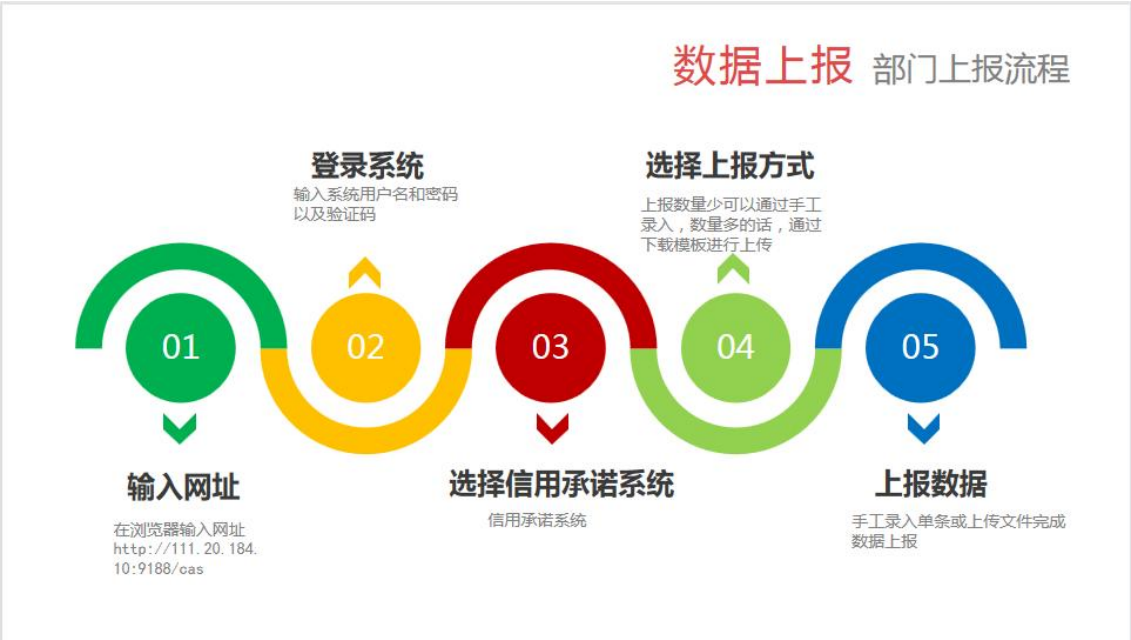 数据上报 部门上报流程
登录系统
输入系统用户名和密码
以及验证码
选择上报方式
上报数量少可以通过手工
录入，数量多的话，通过
下载模板进行上传
01
02
03
04
05
输入网址
在浏览器输入网址
http://111.20.184.
10:9188/cas
选择信用承诺系统
信用承诺系统
上报数据
手工录入单条或上传文件完成
数据上报